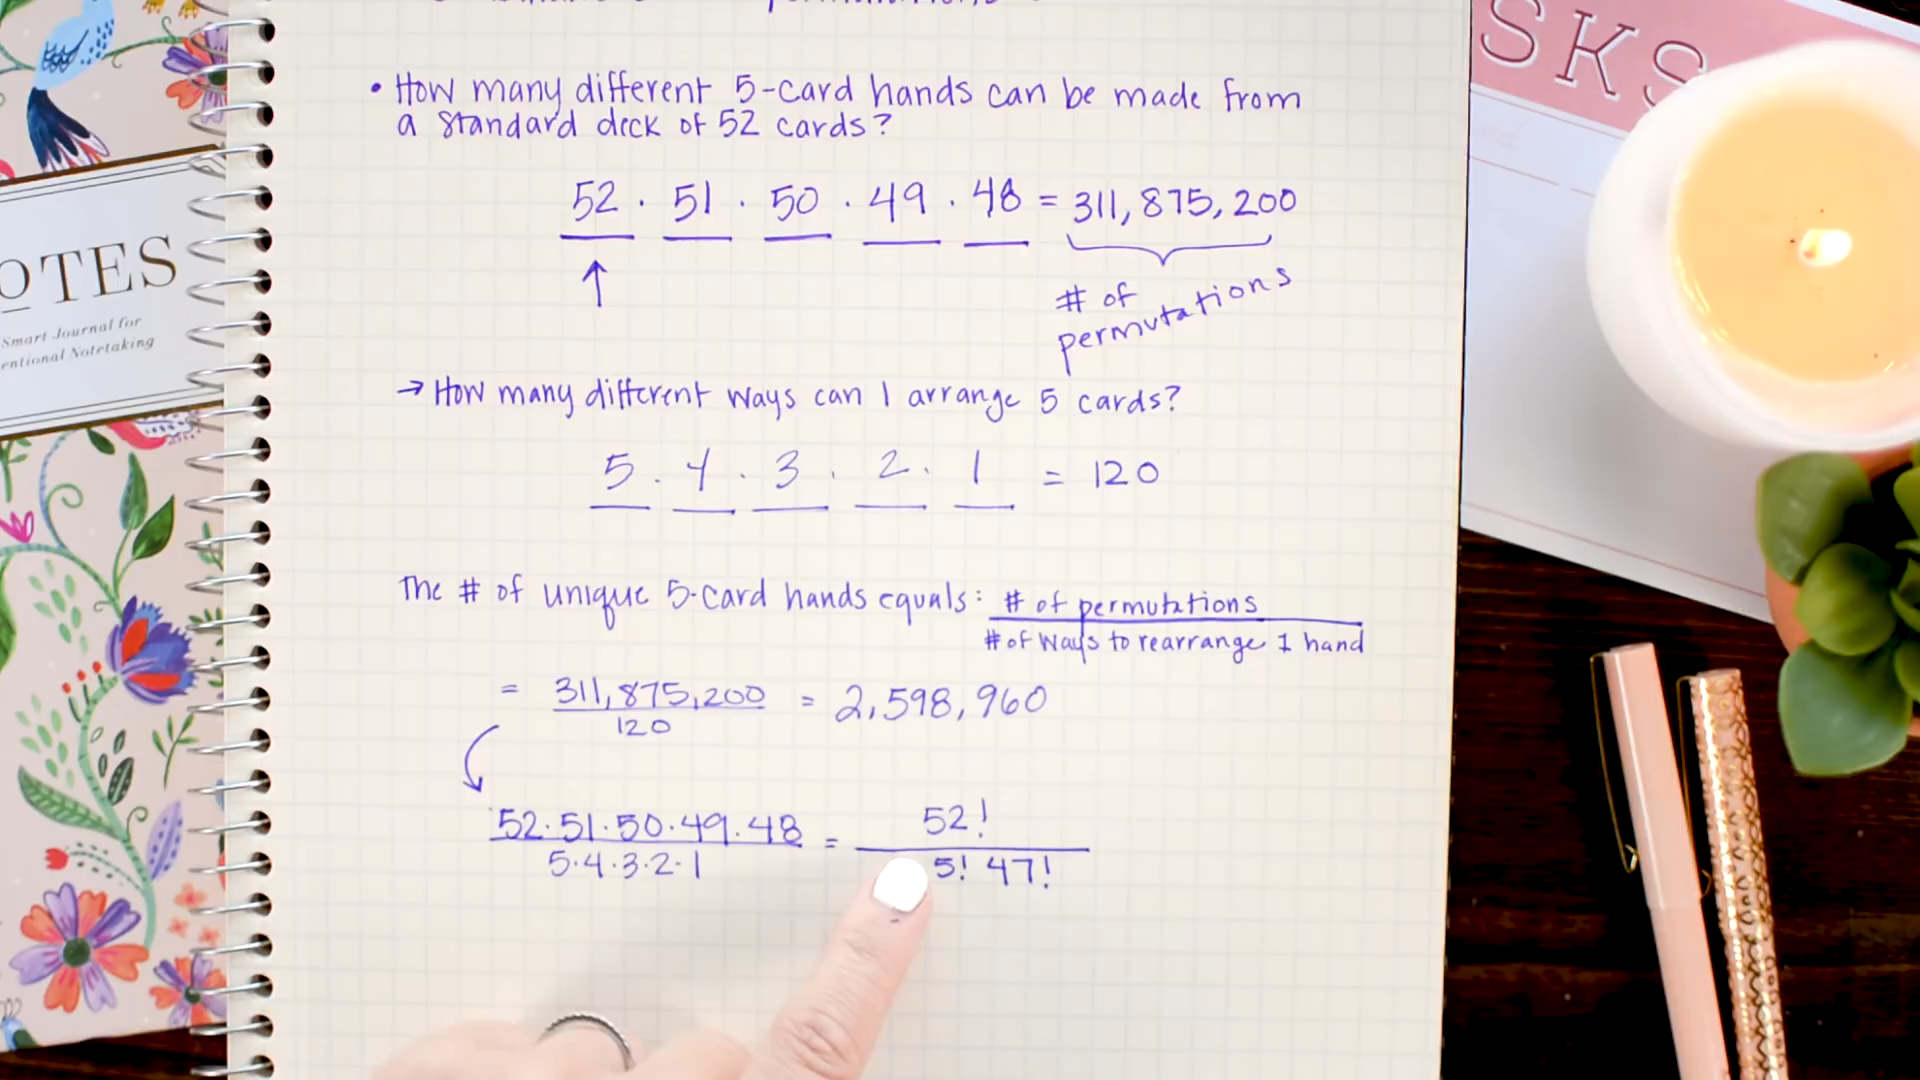 • How many different 5-card hands can be made from
a standard deck of 52 cards?
52 · 51 · 50 · 49 · 48 = 311,875,200
↑
# of
permutations
→ How many different ways can I arrange 5 cards?
5 · 4 · 3 · 2 · 1 = 120
The # of unique 5-card hands equals: # of permutations
# of ways to rearrange 1 hand
= 311,875,200 = 2,598,960
120
52·51·50·49·48 = 52!
5·4·3·2·1 5! 47!
OTES
Smart Journal for
entional Notetaking
SKS